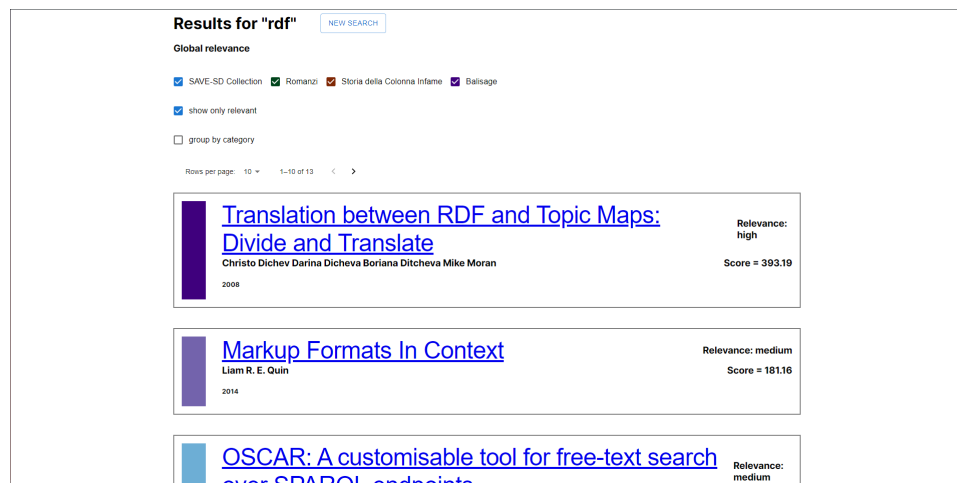 Results for "rdf"
NEW SEARCH
Global relevance
SAVE-SD Collection Romanzi Storia della Colonna Infame Balisage
show only relevant
group by category
Rows per page: 10 1–10 of 13
Translation between RDF and Topic Maps:
Divide and Translate
Relevance:
high
Christo Dichev Darina Dicheva Boriana Ditcheva Mike Moran
Score = 393.19
2008
Markup Formats In Context
Relevance: medium
Liam R. E. Quin
Score = 181.16
2014
OSCAR: A customisable tool for free-text search
over SPARQL endpoints
Relevance:
medium